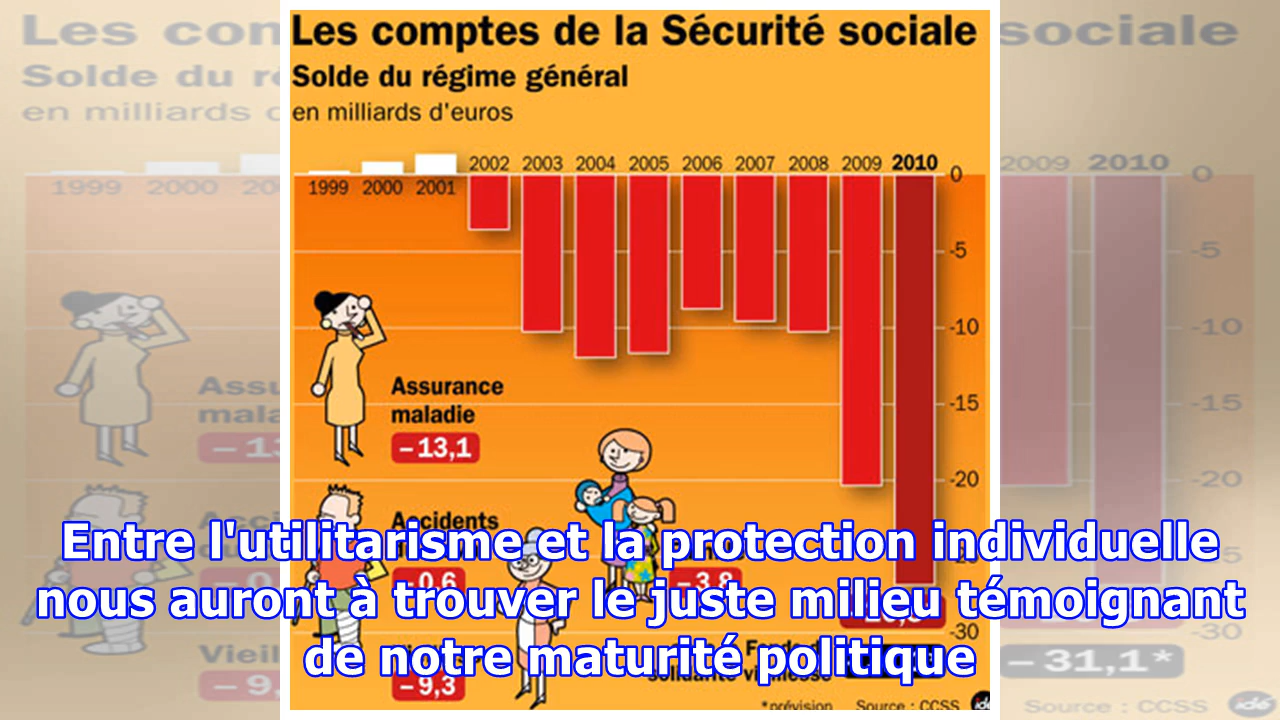 Les comptes de la Sécurité sociale
Solde du régime général
en milliards d'euros
2002 2003 2004 2005 2006 2007 2008 2009 2010
1999 2000 2001
0
-5
-10
-15
-20
-30
Assurance
maladie
–13,1
Accidents
–0,6
–3,8
–9,3
Entre l'utilitarisme et la protection individuelle
nous auront à trouver le juste milieu témoignant
de notre maturité politique
–31,1*
*prévision Source : CCSS idé